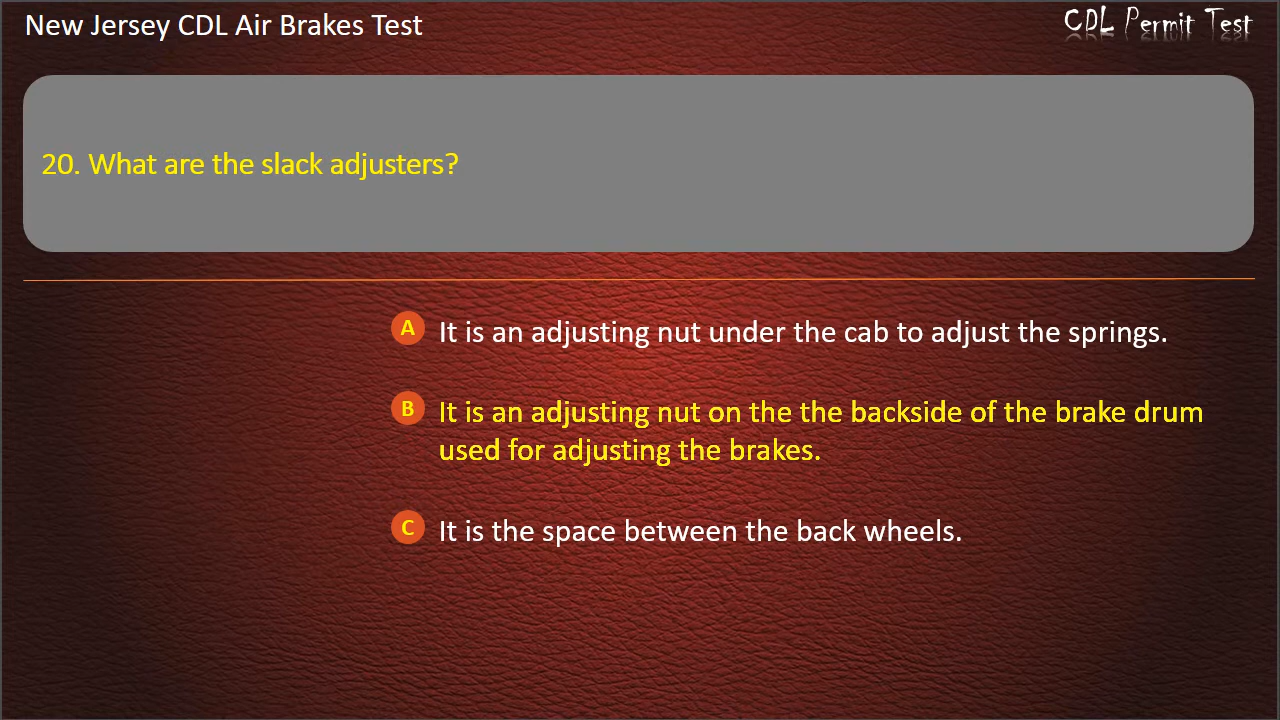 New Jersey CDL Air Brakes Test
CDL Permit Test
20. What are the slack adjusters?
A It is an adjusting nut under the cab to adjust the springs.
B It is an adjusting nut on the the backside of the brake drum
used for adjusting the brakes.
C It is the space between the back wheels.